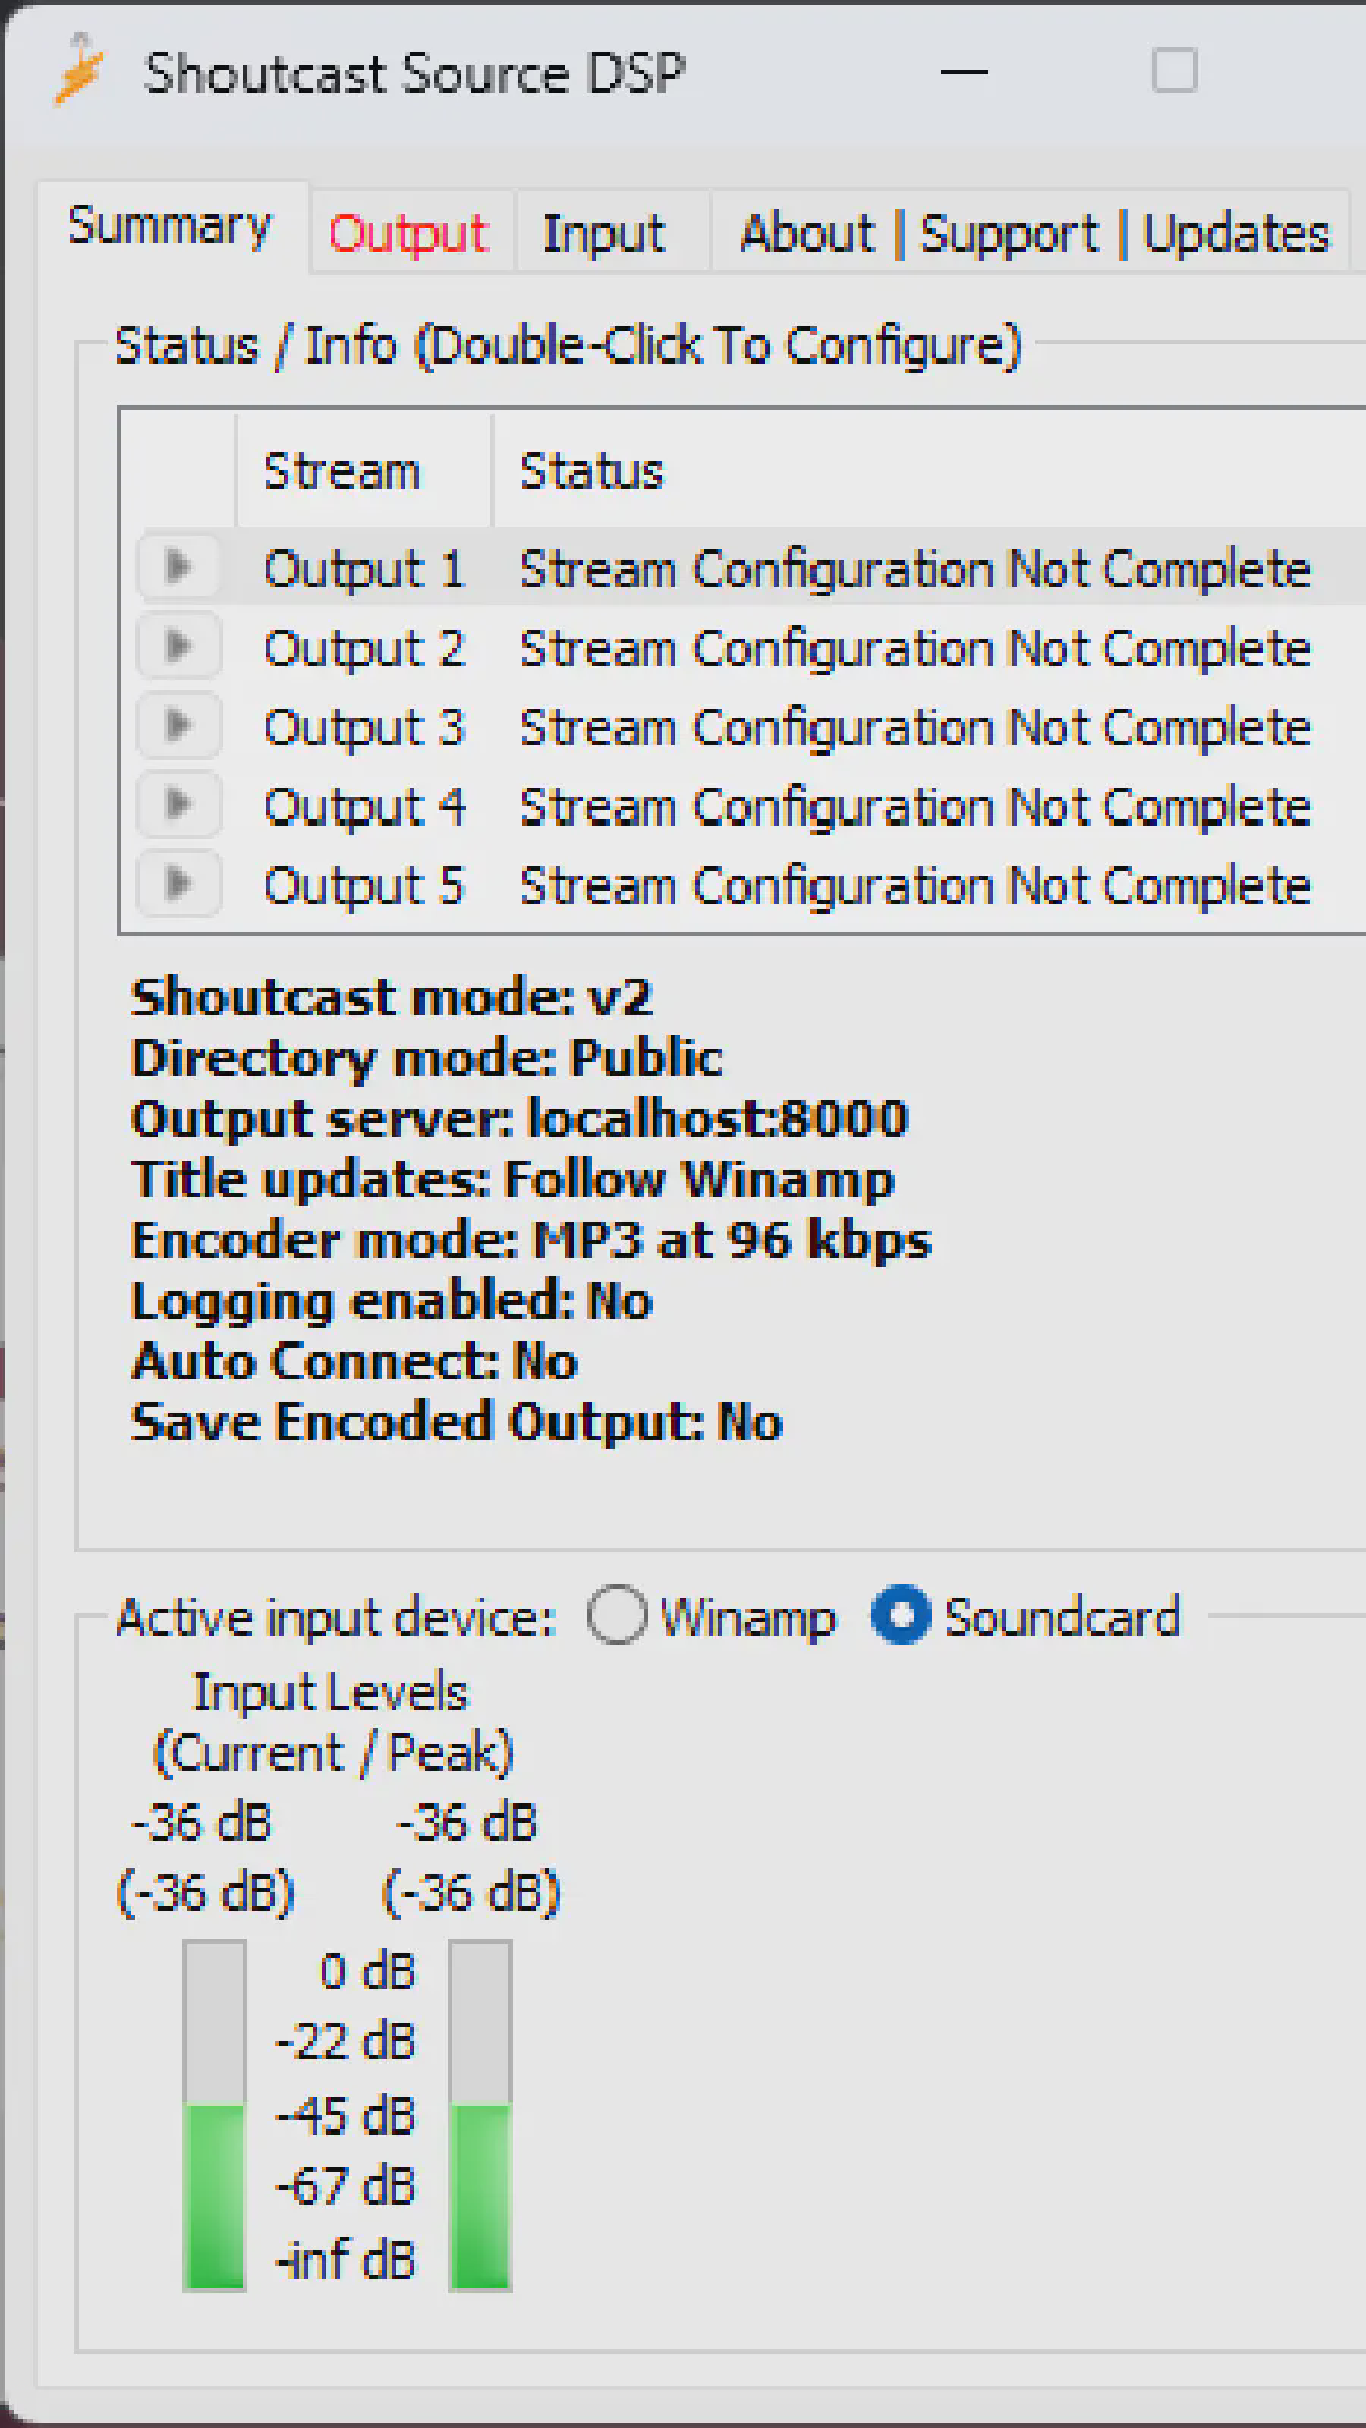 Shoutcast Source DSP
Summary Output Input About | Support | Updates
Status / Info (Double-Click To Configure)
Stream Status
Output 1 Stream Configuration Not Complete
Output 2 Stream Configuration Not Complete
Output 3 Stream Configuration Not Complete
Output 4 Stream Configuration Not Complete
Output 5 Stream Configuration Not Complete
Shoutcast mode: v2
Directory mode: Public
Output server: localhost:8000
Title updates: Follow Winamp
Encoder mode: MP3 at 96 kbps
Logging enabled: No
Auto Connect: No
Save Encoded Output: No
Active input device: Winamp Soundcard
Input Levels
(Current / Peak)
-36 dB -36 dB
(-36 dB) (-36 dB)
0 dB
-22 dB
-45 dB
-67 dB
-inf dB